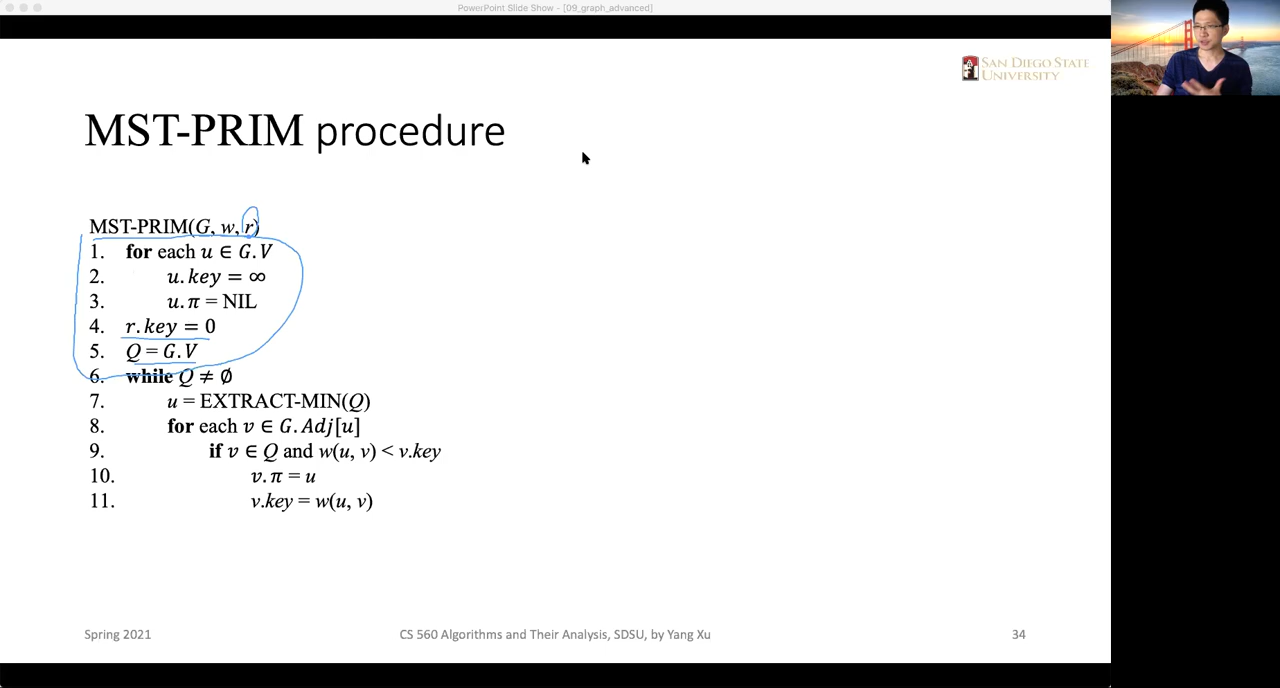 PowerPoint Slide Show - [09_graph_advanced]
SAN DIEGO STATE
UNIVERSITY
MST-PRIM procedure
MST-PRIM(G, w, r)
1. for each u ∈ G.V
2. u.key = ∞
3. u.π = NIL
4. r.key = 0
5. Q = G.V
6. while Q ≠ ∅
7. u = EXTRACT-MIN(Q)
8. for each v ∈ G.Adj[u]
9. if v ∈ Q and w(u, v) < v.key
10. v.π = u
11. v.key = w(u, v)
Spring 2021
CS 560 Algorithms and Their Analysis, SDSU, by Yang Xu
34